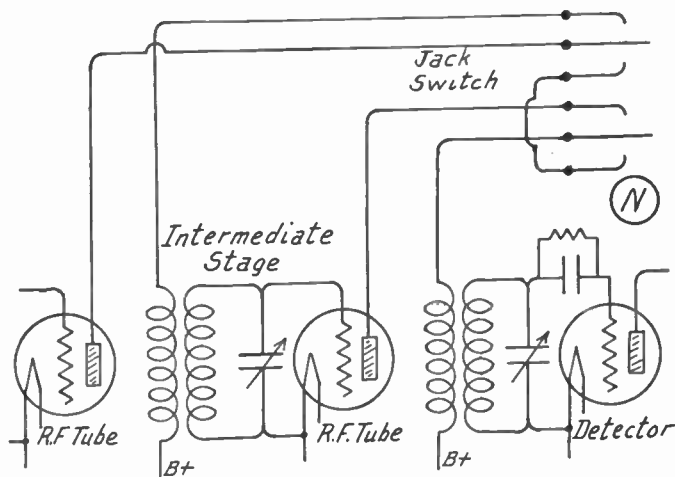 Jack
Switch
N
Intermediate
Stage
R.F. Tube
B+
R.F. Tube
B+
Detector